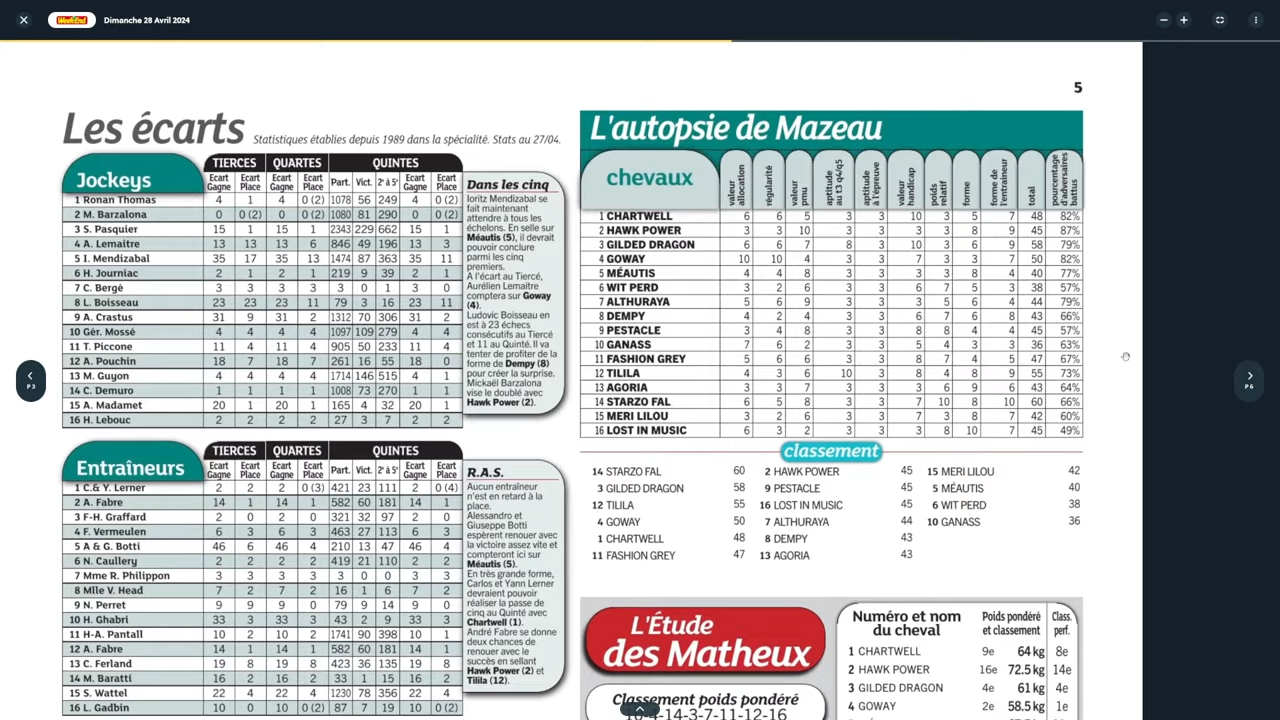 WeekEnd
Dimanche 28 Avril 2024
5
Les écarts
Statistiques établies depuis 1989 dans la spécialité. Stats au 27/04.
Jockeys
TIERCES QUARTES QUINTES
Ecart Gagne Ecart Place Ecart Gagne Ecart Place Part. Vict. 2e à 5e Ecart Gagne Ecart Place
1 Ronan Thomas 4 1 4 0 (2) 1078 56 249 4 0 (2)
2 M. Barzalona 0 0 (2) 0 0 (2) 1080 81 290 0 0 (2)
3 S. Pasquier 15 1 15 1 2343 229 662 15 1
4 A. Lemaitre 13 13 13 6 846 49 196 13 3
5 I. Mendizabal 35 17 35 13 1474 87 363 35 11
6 H. Journiac 2 1 2 1 219 9 39 2 1
7 C. Bergé 3 3 3 3 3 0 1 3 0
8 L. Boisseau 23 23 23 11 79 3 16 23 11
9 A. Crastus 31 9 31 2 1312 70 306 31 2
10 Gér. Mossé 4 4 4 4 1097 109 279 4 4
11 T. Piccone 11 4 11 4 905 50 233 11 4
12 A. Pouchin 18 7 18 7 261 16 55 18 0
13 M. Guyon 4 4 4 4 1714 146 515 4 1
14 C. Demuro 1 1 1 1 1008 73 270 1 1
15 A. Madamet 20 1 20 1 165 4 32 20 1
16 H. Lebouc 2 2 2 2 27 3 7 2 2
Dans les cinq
Ioritz Mendizabal se
fait maintenant
attendre à tous les
échelons. En selle sur
Méautis (5), il devrait
pouvoir conclure
parmi les cinq
premiers.
A l'écart au Tiercé,
Aurélien Lemaitre
comptera sur Goway
(4).
Ludovic Boisseau en
est à 23 échecs
consécutifs au Tiercé
et 11 au Quinté. Il va
tenter de profiter de la
forme de Dempy (8)
pour créer la surprise.
Mickaël Barzalona
vise le doublé avec
Hawk Power (2).
Entraîneurs
TIERCES QUARTES QUINTES
Ecart Gagne Ecart Place Ecart Gagne Ecart Place Part. Vict. 2e à 5e Ecart Gagne Ecart Place
1 C.& Y. Lerner 2 2 2 0 (3) 421 23 111 2 0 (4)
2 A. Fabre 14 1 14 1 582 60 181 14 1
3 F-H. Graffard 2 0 2 0 321 32 97 2 0
4 F. Vermeulen 6 3 6 3 463 27 113 6 3
5 A & G. Botti 46 6 46 4 210 13 47 46 4
6 N. Caullery 2 2 2 2 419 21 110 2 2
7 Mme R. Philippon 3 3 3 3 3 0 0 3 3
8 Mlle V. Head 7 2 7 2 16 1 6 7 2
9 N. Perret 9 9 9 0 79 9 14 9 0
10 H. Ghabri 33 3 33 3 43 2 9 33 3
11 H-A. Pantall 10 2 10 2 1741 90 398 10 1
12 A. Fabre 14 1 14 1 582 60 181 14 1
13 C. Ferland 19 8 19 8 423 36 135 19 8
14 M. Baratti 16 2 16 2 33 1 15 16 2
15 S. Wattel 22 4 22 4 1230 78 356 22 4
16 L. Gadbin 10 0 10 0 (2) 87 7 19 10 0 (2)
R.A.S.
Aucun entraîneur
n'est en retard à la
place.
Alessandro et
Giuseppe Botti
espèrent renouer avec
la victoire assez vite et
compteront ici sur
Méautis (5).
En très grande forme,
Carlos et Yann Lerner
devraient pouvoir
réaliser la passe de
cinq au Quinté avec
Chartwell (1).
André Fabre se donne
deux chances de
renouer avec le
succès en sellant
Hawk Power (2) et
Tilila (12).
L'autopsie de Mazeau
chevaux valeur allocation régularité valeur pmu aptitude au t3 q4/q5 aptitude à l'épreuve valeur handicap poids relatif forme forme de l'entraîneur total pourcentage d'adversaires battus
1 CHARTWELL 6 6 5 3 3 10 3 5 7 48 82%
2 HAWK POWER 3 3 10 3 3 3 3 8 9 45 87%
3 GILDED DRAGON 6 6 7 8 3 10 3 6 9 58 79%
4 GOWAY 10 10 4 3 3 7 3 3 7 50 82%
5 MÉAUTIS 4 4 8 3 3 3 3 8 4 40 77%
6 WIT PERD 3 2 6 3 3 6 7 5 3 38 57%
7 ALTHURAYA 5 6 9 3 3 3 5 6 4 44 79%
8 DEMPY 4 2 4 3 3 6 7 6 8 43 66%
9 PESTACLE 3 4 8 3 3 8 8 4 4 45 57%
10 GANASS 7 6 2 3 3 5 4 3 3 36 63%
11 FASHION GREY 5 6 6 3 3 8 7 4 5 47 67%
12 TILILA 4 3 6 10 3 8 4 8 9 55 73%
13 AGORIA 3 3 7 3 3 3 6 9 6 43 64%
14 STARZO FAL 6 5 8 3 3 7 10 8 10 60 66%
15 MERI LILOU 3 2 6 3 3 7 3 8 7 42 60%
16 LOST IN MUSIC 6 3 2 3 3 3 8 10 7 45 49%
classement
14 STARZO FAL 60 2 HAWK POWER 45 15 MERI LILOU 42
3 GILDED DRAGON 58 9 PESTACLE 45 5 MÉAUTIS 40
12 TILILA 55 16 LOST IN MUSIC 45 6 WIT PERD 38
4 GOWAY 50 7 ALTHURAYA 44 10 GANASS 36
1 CHARTWELL 48 8 DEMPY 43
11 FASHION GREY 47 13 AGORIA 43
L'Étude
des Matheux
Classement poids pondéré
10-4-14-3-7-11-12-16
Numéro et nom du cheval Poids pondéré et classement Class. perf.
1 CHARTWELL 9e 64 kg 8e
2 HAWK POWER 16e 72.5 kg 14e
3 GILDED DRAGON 4e 61 kg 4e
4 GOWAY 2e 58.5 kg 1e
P3
P6